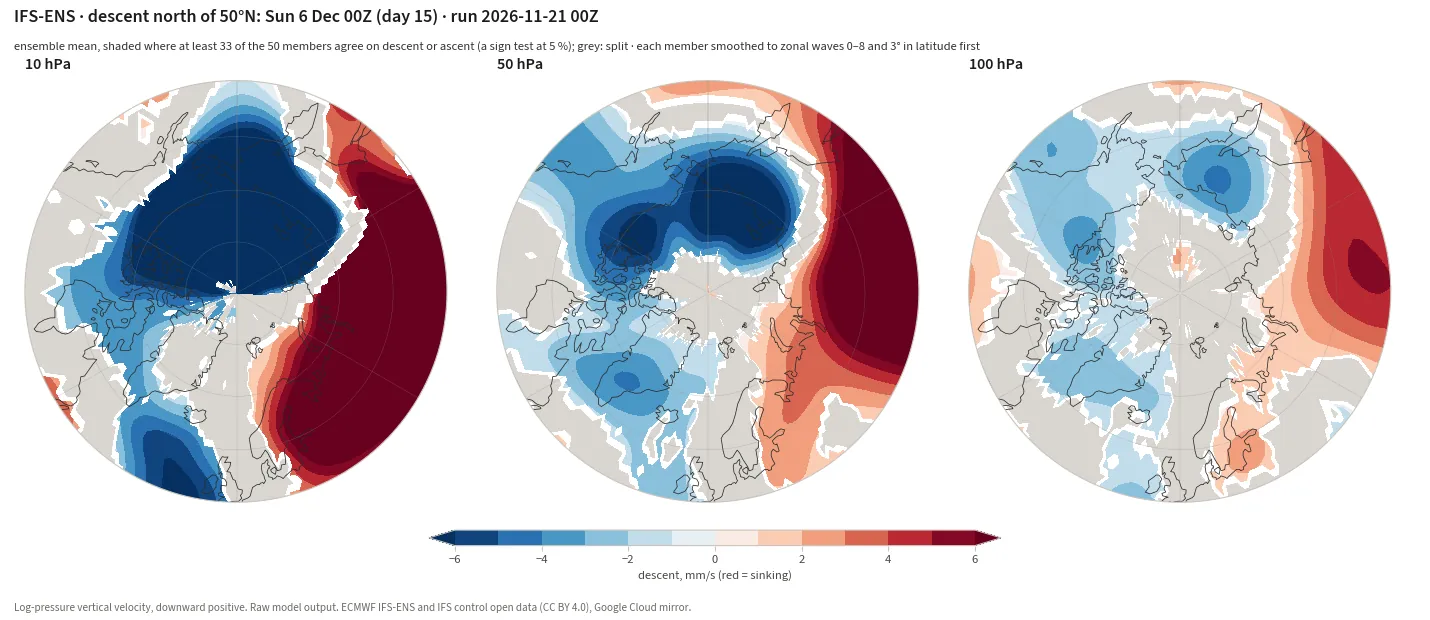 IFS-ENS · descent north of 50°N: Sun 6 Dec 00Z (day 15) · run 2026-11-21 00Z
ensemble mean, shaded where at least 33 of the 50 members agree on descent or ascent (a sign test at 5 %); grey: split · each member smoothed to zonal waves 0–8 and 3° in latitude first
10 hPa
50 hPa
100 hPa
−6 −4 −2 0 2 4 6
descent, mm/s (red = sinking)
Log-pressure vertical velocity, downward positive. Raw model output. ECMWF IFS-ENS and IFS control open data (CC BY 4.0), Google Cloud mirror.